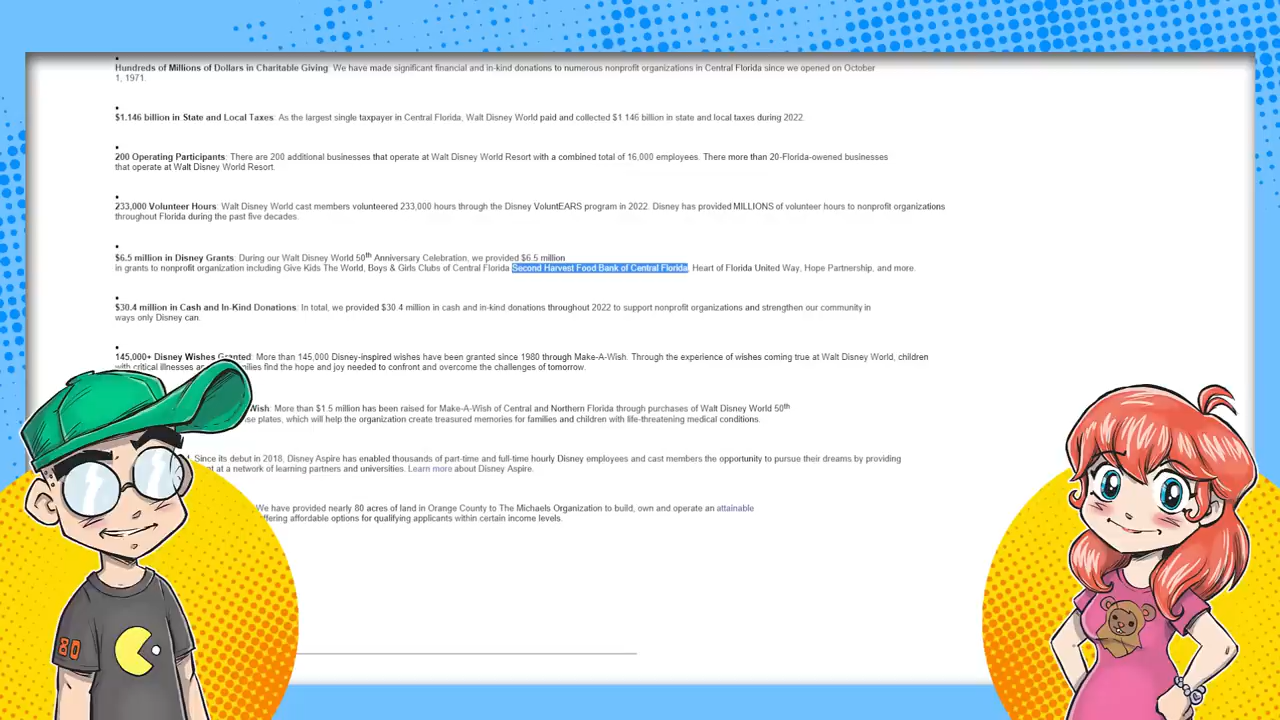 Hundreds of Millions of Dollars in Charitable Giving: We have made significant financial and in-kind donations to numerous nonprofit organizations in Central Florida since we opened on October
1, 1971.
$1.146 billion in State and Local Taxes: As the largest single taxpayer in Central Florida, Walt Disney World paid and collected $1.146 billion in state and local taxes during 2022.
200 Operating Participants: There are 200 additional businesses that operate at Walt Disney World Resort with a combined total of 16,000 employees. There more than 20-Florida-owned businesses
that operate at Walt Disney World Resort.
233,000 Volunteer Hours: Walt Disney World cast members volunteered 233,000 hours through the Disney VoluntEARS program in 2022. Disney has provided MILLIONS of volunteer hours to nonprofit organizations
throughout Florida during the past five decades.
$6.5 million in Disney Grants: During our Walt Disney World 50th Anniversary Celebration, we provided $6.5 million
in grants to nonprofit organization including Give Kids The World, Boys & Girls Clubs of Central Florida Second Harvest Food Bank of Central Florida, Heart of Florida United Way, Hope Partnership, and more.
$30.4 million in Cash and In-Kind Donations: In total, we provided $30.4 million in cash and in-kind donations throughout 2022 to support nonprofit organizations and strengthen our community in
ways only Disney can.
145,000+ Disney Wishes Granted: More than 145,000 Disney-inspired wishes have been granted since 1980 through Make-A-Wish. Through the experience of wishes coming true at Walt Disney World, children
with critical illnesses find the hope and joy needed to confront and overcome the challenges of tomorrow.
Wish: More than $1.5 million has been raised for Make-A-Wish of Central and Northern Florida through purchases of Walt Disney World 50th
plates, which will help the organization create treasured memories for families and children with life-threatening medical conditions.
Since its debut in 2018, Disney Aspire has enabled thousands of part-time and full-time hourly Disney employees and cast members the opportunity to pursue their dreams by providing
at a network of learning partners and universities. Learn more about Disney Aspire.
We have provided nearly 80 acres of land in Orange County to The Michaels Organization to build, own and operate an attainable
affordable options for qualifying applicants within certain income levels.
80